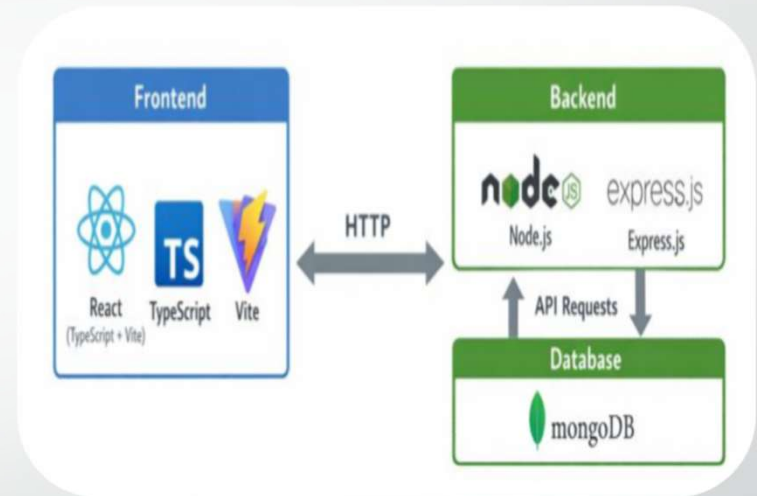 Frontend
TS
React
(TypeScript + Vite)
TypeScript
Vite
HTTP
Backend
node JS
express.js
Node.js
Express.js
API Requests
Database
mongoDB